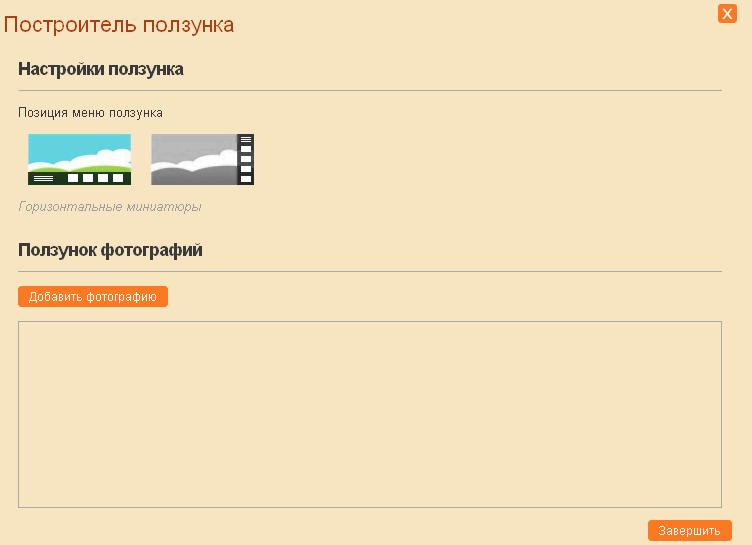 X
Построитель ползунка
Настройки ползунка
Позиция меню ползунка
Горизонтальные миниатюры
Ползунок фотографий
Добавить фотографию
Завершить